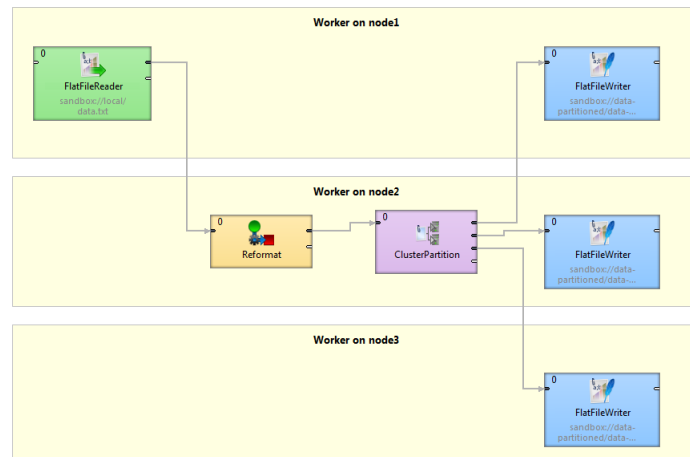 Worker on node1
0
FlatFileReader
sandbox://local/
data.txt
0
FlatFileWriter
sandbox://data-
partitioned/data-...
Worker on node2
0
Reformat
0
ClusterPartition
0
FlatFileWriter
sandbox://data-
partitioned/data-...
Worker on node3
0
FlatFileWriter
sandbox://data-
partitioned/data-...